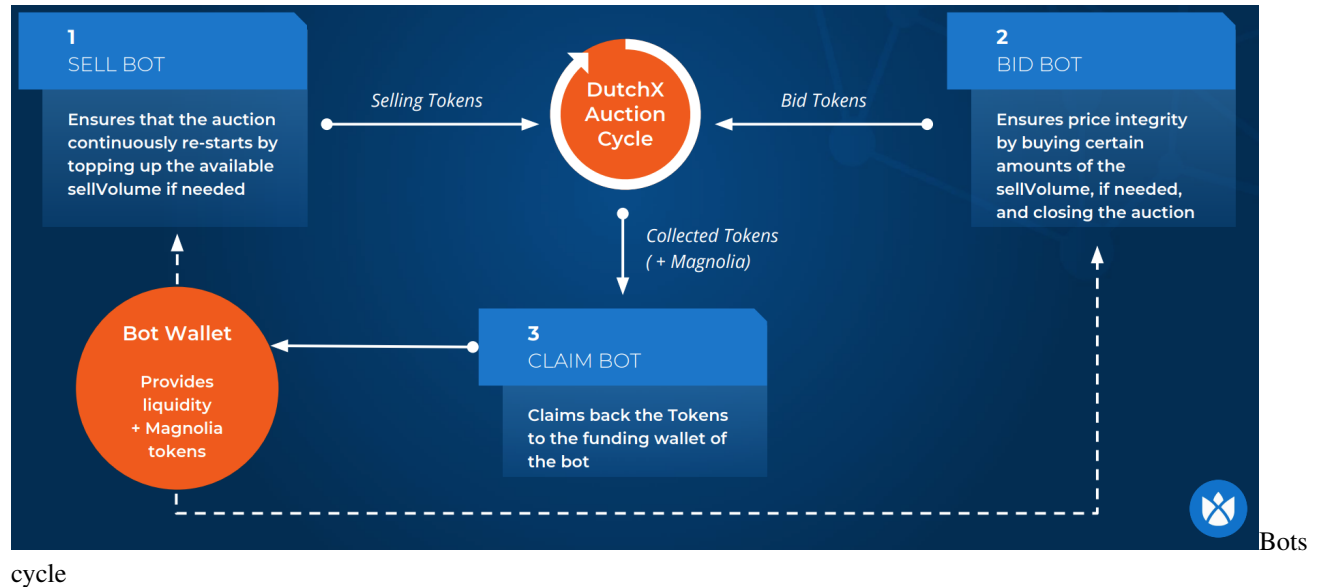 1
SELL BOT
Ensures that the auction
continuously re-starts by
topping up the available
sellVolume if needed
Selling Tokens
DutchX
Auction
Cycle
Bid Tokens
2
BID BOT
Ensures price integrity
by buying certain
amounts of the
sellVolume, if needed,
and closing the auction
Collected Tokens
( + Magnolia)
3
CLAIM BOT
Claims back the Tokens
to the funding wallet of
the bot
Bot Wallet
Provides
liquidity
+ Magnolia
tokens
Bots
cycle